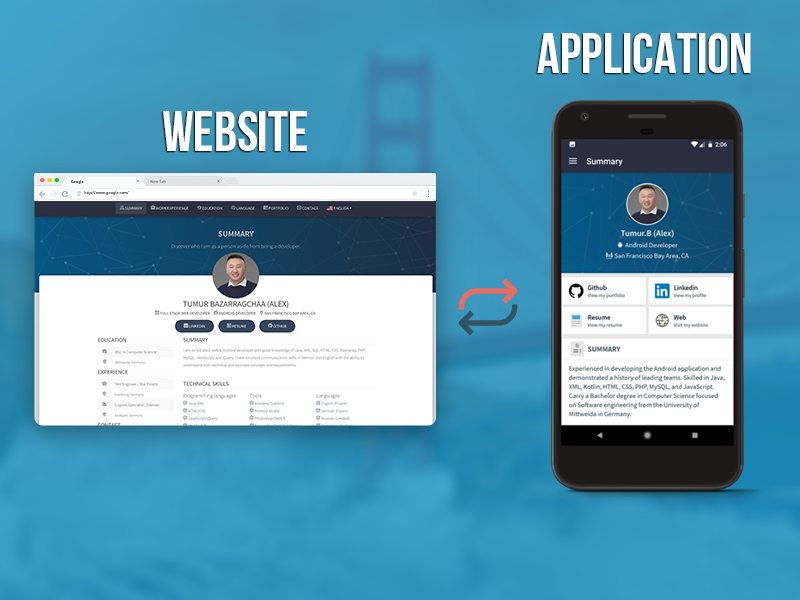 APPLICATION
WEBSITE
Google
New Tab
http://www.google.com/
SUMMARY
WORK EXPERIENCE
EDUCATION
LANGUAGE
PORTFOLIO
CONTACT
ENGLISH
SUMMARY
Discover who I am as a person aside from being a developer.
TUMUR BAZARRAGCHAA (ALEX)
FULL STACK WEB DEVELOPER
ANDROID DEVELOPER
SAN FRANCISCO BAY AREA, CA
LINKEDIN
RESUME
GITHUB
EDUCATION
BSC in Computer Science
Mittweida, Germany
EXPERIENCE
Hamburg, Germany
Stuttgart, Germany
CONTACT
SUMMARY
I am an full stack web & Android developer with great knowledge of Java, XML, SQL, HTML, CSS, Bootstrap, PHP,
MySQL, JavaScript, and jQuery. I have excellent communication skills in German and English with the ability to
understand both technical and business concepts and requirements.
TECHNICAL SKILLS
Programming languages
Java/XML
HTML/CSS
JavaScript/jQuery
Tools
Brackets/Sublime
Android Studio
Photoshop/Sketch
Languages
English (Fluent)
German (Fluent)
Russian (Limited)
2:06
Summary
Tumur.B (Alex)
Android Developer
San Francisco Bay Area, CA
Github
View my portfolio
Linkedin
View my profile
Resume
View my resume
Web
Visit my website
SUMMARY
Experienced in developing the Android application and
demonstrated a history of leading teams. Skilled in Java,
XML, Kotlin, HTML, CSS, PHP, MySQL, and JavaScript.
Carry a Bachelor degree in Computer Science focused
on Software engineering from the University of
Mittweida in Germany.